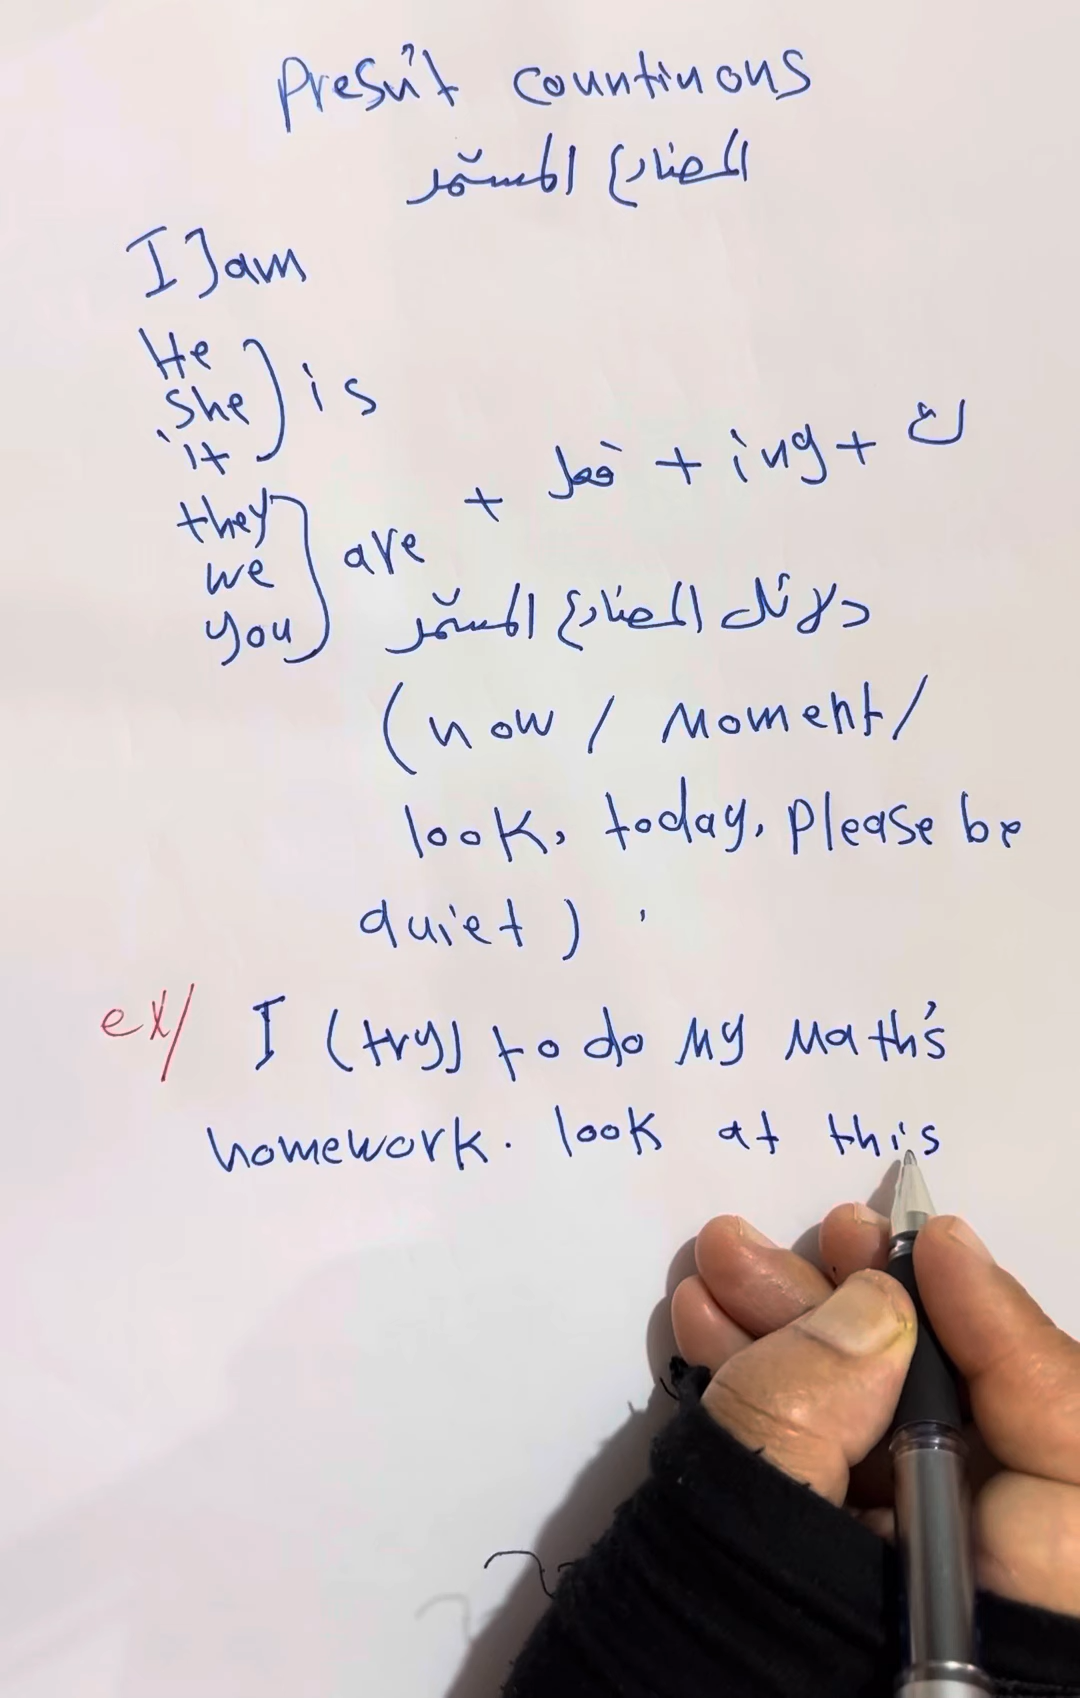 Present countinous
المضارع المستمر
I ] am
He
she
it
) is
they
we
you
} are
+ فعل + ing + ت
دلائل المضارع المستمر
(now / Moment /
look, today, please be
quiet) .
ex/ I (try) to do My Math's
homework. look at this